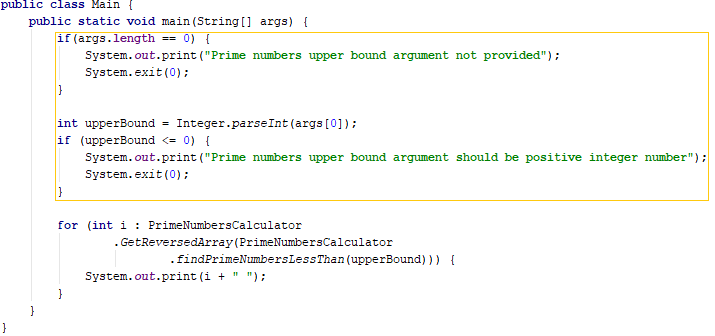 public class Main {
    public static void main(String[] args) {
        if(args.length == 0) {
            System.out.print("Prime numbers upper bound argument not provided");
            System.exit(0);
        }

        int upperBound = Integer.parseInt(args[0]);
        if (upperBound <= 0) {
            System.out.print("Prime numbers upper bound argument should be positive integer number");
            System.exit(0);
        }

        for (int i : PrimeNumbersCalculator
                .GetReversedArray(PrimeNumbersCalculator
                        .findPrimeNumbersLessThan(upperBound))) {
            System.out.print(i + " ");
        }
    }
}